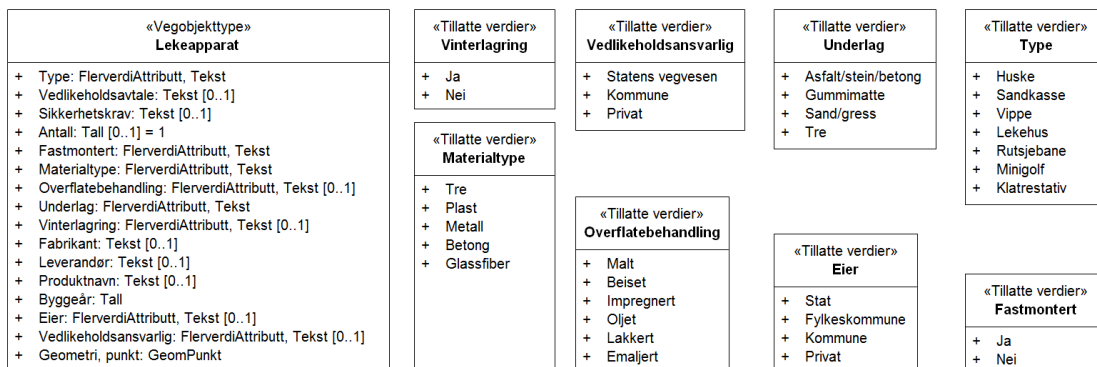 «Vegobjekttype»
Lekeapparat
+ Type: FlerverdiAttributt, Tekst
+ Vedlikeholdsavtale: Tekst [0..1]
+ Sikkerhetskrav: Tekst [0..1]
+ Antall: Tall [0..1] = 1
+ Fastmontert: FlerverdiAttributt, Tekst
+ Materialtype: FlerverdiAttributt, Tekst
+ Overflatebehandling: FlerverdiAttributt, Tekst [0..1]
+ Underlag: FlerverdiAttributt, Tekst
+ Vinterlagring: FlerverdiAttributt, Tekst [0..1]
+ Fabrikant: Tekst [0..1]
+ Leverandør: Tekst [0..1]
+ Produktnavn: Tekst [0..1]
+ Byggeår: Tall
+ Eier: FlerverdiAttributt, Tekst [0..1]
+ Vedlikeholdsansvarlig: FlerverdiAttributt, Tekst [0..1]
+ Geometri, punkt: GeomPunkt
«Tillatte verdier»
Vinterlagring
+ Ja
+ Nei
«Tillatte verdier»
Materialtype
+ Tre
+ Plast
+ Metall
+ Betong
+ Glassfiber
«Tillatte verdier»
Vedlikeholdsansvarlig
+ Statens vegvesen
+ Kommune
+ Privat
«Tillatte verdier»
Overflatebehandling
+ Malt
+ Beiset
+ Impregnert
+ Oljet
+ Lakkert
+ Emaljert
«Tillatte verdier»
Underlag
+ Asfalt/stein/betong
+ Gummimatte
+ Sand/gress
+ Tre
«Tillatte verdier»
Eier
+ Stat
+ Fylkeskommune
+ Kommune
+ Privat
«Tillatte verdier»
Type
+ Huske
+ Sandkasse
+ Vippe
+ Lekehus
+ Rutsjebane
+ Minigolf
+ Klatrestativ
«Tillatte verdier»
Fastmontert
+ Ja
+ Nei